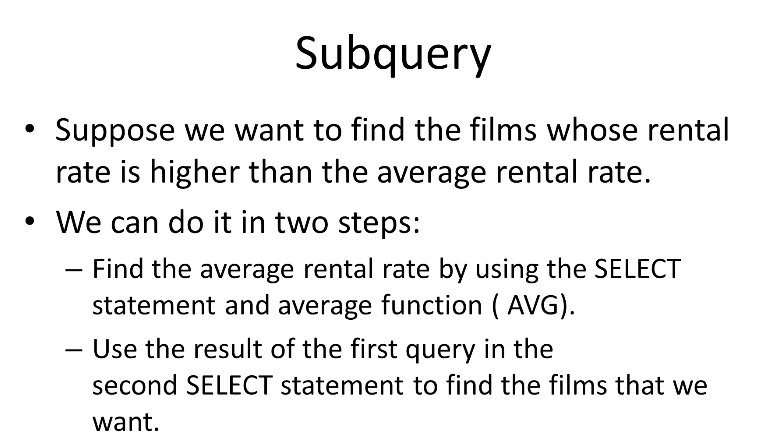 Subquery
• Suppose we want to find the films whose rental
rate is higher than the average rental rate.
• We can do it in two steps:
– Find the average rental rate by using the SELECT
statement and average function ( AVG).
– Use the result of the first query in the
second SELECT statement to find the films that we
want.